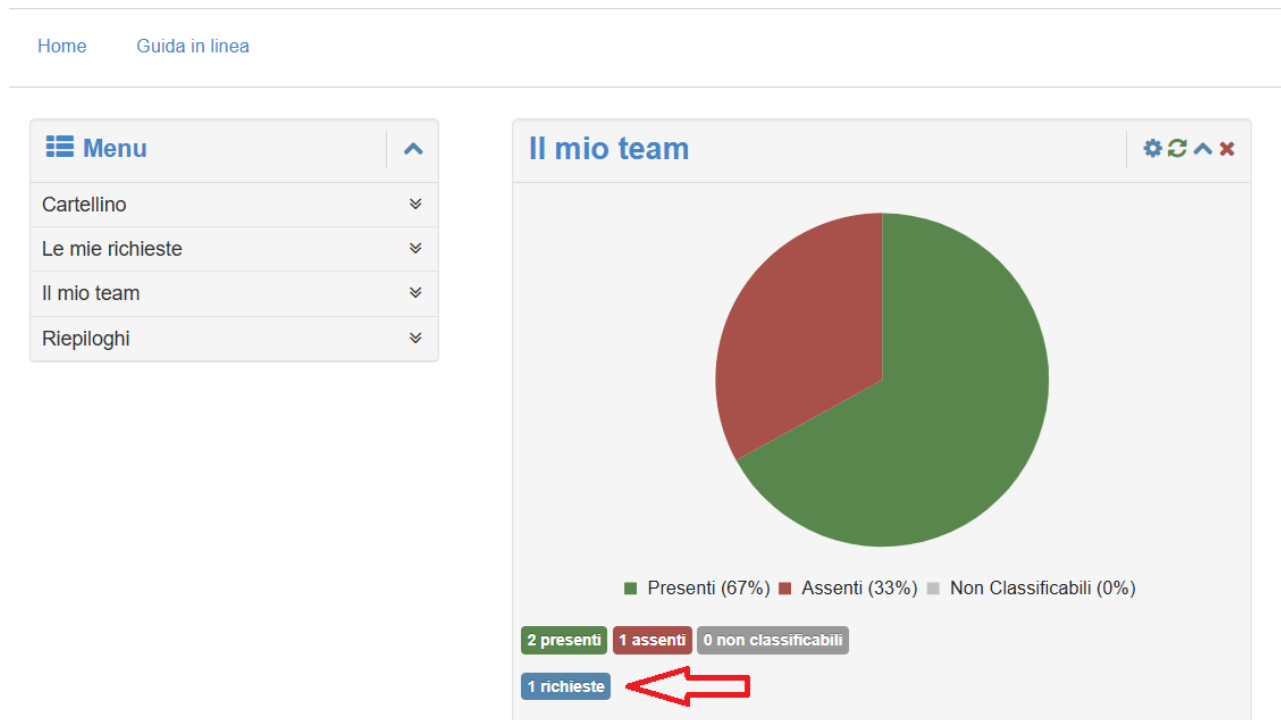 Home Guida in linea
Menu
Cartellino
Le mie richieste
Il mio team
Riepiloghi
Il mio team
Presenti (67%) Assenti (33%) Non Classificabili (0%)
2 presenti 1 assenti 0 non classificabili
1 richieste